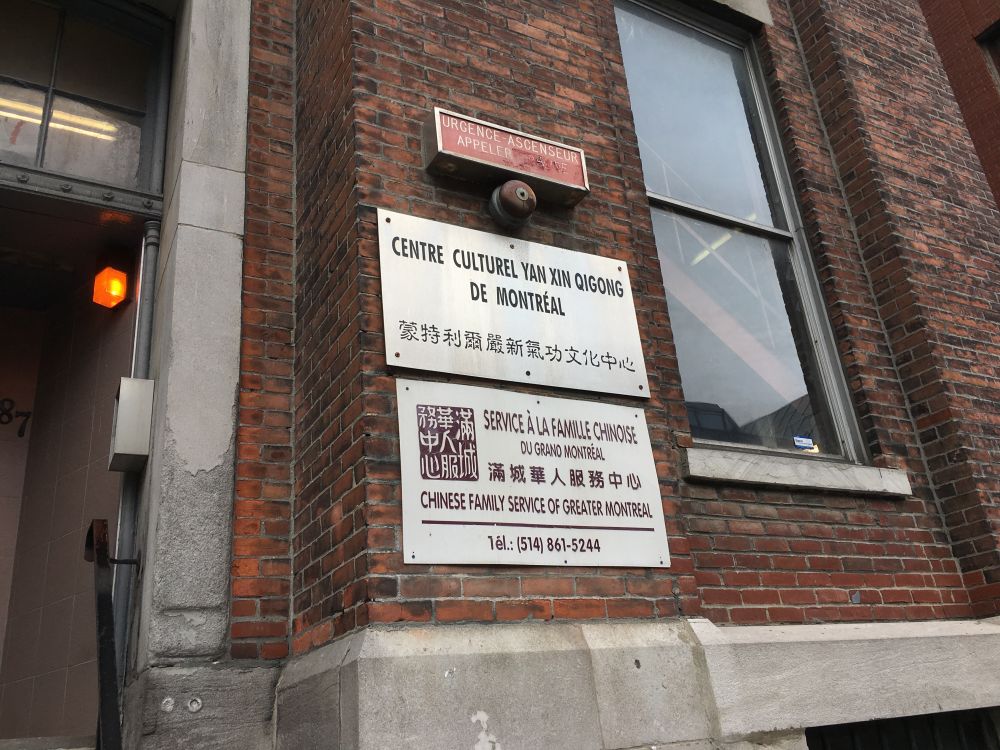 URGENCE-ASCENSEUR
APPELER
CENTRE CULTUREL YAN XIN QIGONG
DE MONTRÉAL
蒙特利爾嚴新氣功文化中心
滿城華人服務中心
SERVICE À LA FAMILLE CHINOISE
DU GRAND MONTRÉAL
滿城華人服務中心
CHINESE FAMILY SERVICE OF GREATER MONTREAL
Tél.: (514) 861-5244
87